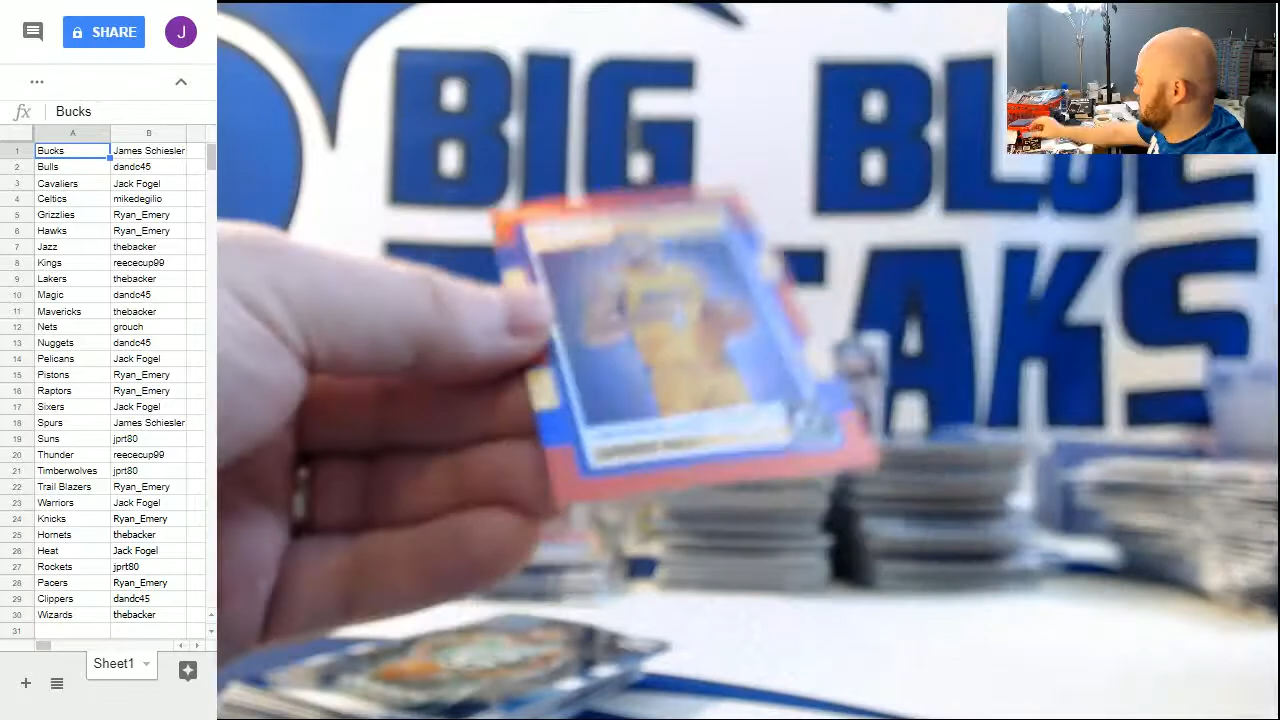 SHARE
J
...
fx Bucks
A B
1 Bucks James Schiesler
2 Bulls dandc45
3 Cavaliers Jack Fogel
4 Celtics mikedeglio
5 Grizzlies Ryan_Emery
6 Hawks Ryan_Emery
7 Jazz thebacker
8 Kings reececup99
9 Lakers thebacker
10 Magic dandc45
11 Mavericks thebacker
12 Nets grouch
13 Nuggets dandc45
14 Pelicans Jack Fogel
15 Pistons Ryan_Emery
16 Raptors Ryan_Emery
17 Sixers Jack Fogel
18 Spurs James Schiesler
19 Suns jprt80
20 Thunder reececup99
21 Timberwolves jprt80
22 Trail Blazers Ryan_Emery
23 Warriors Jack Fogel
24 Knicks Ryan_Emery
25 Hornets thebacker
26 Heat Jack Fogel
27 Rockets jprt80
28 Pacers Ryan_Emery
29 Clippers dandc45
30 Wizards thebacker
31
Sheet1
BIG BLUE
AKS